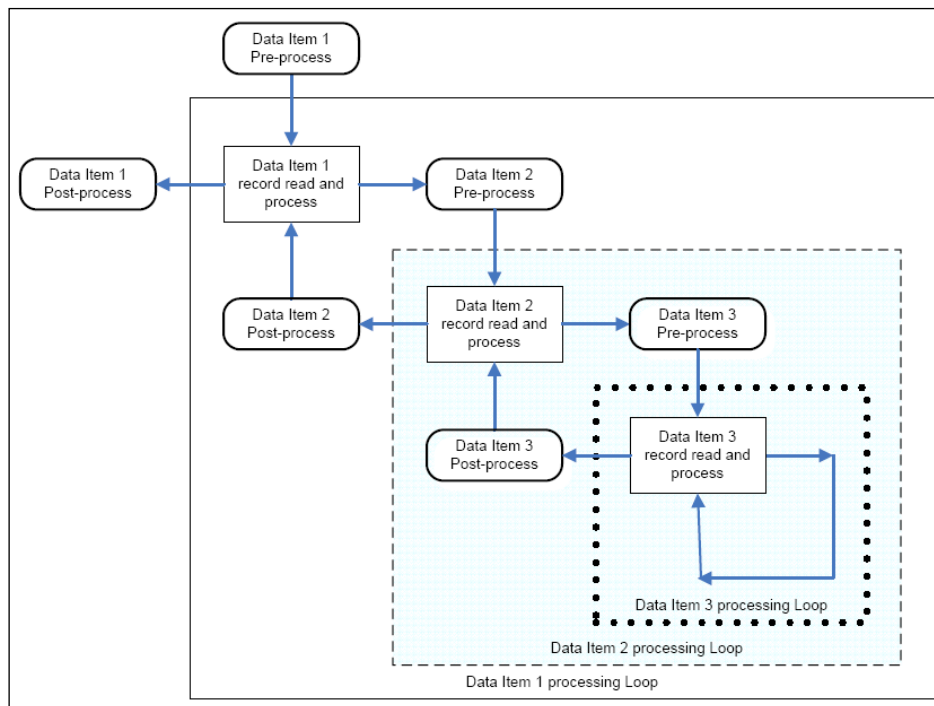 Data Item 1
Pre-process
Data Item 1
Post-process
Data Item 1
record read and
process
Data Item 2
Pre-process
Data Item 2
Post-process
Data Item 2
record read and
process
Data Item 3
Pre-process
Data Item 3
Post-process
Data Item 3
record read and
process
Data Item 3 processing Loop
Data Item 2 processing Loop
Data Item 1 processing Loop